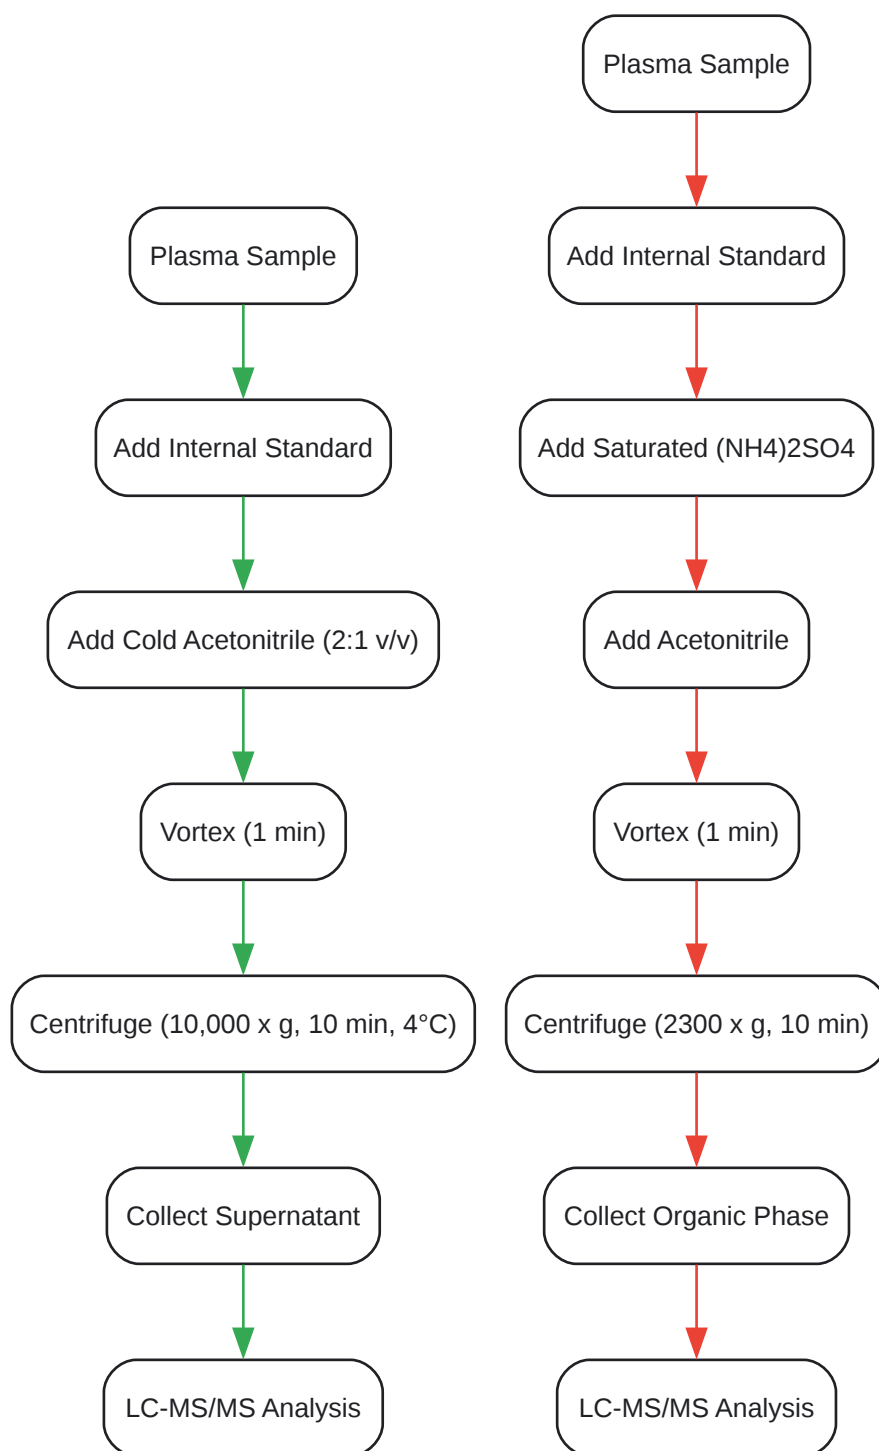 Plasma Sample
Add Internal Standard
Add Cold Acetonitrile (2:1 v/v)
Vortex (1 min)
Centrifuge (10,000 x g, 10 min, 4°C)
Collect Supernatant
LC-MS/MS Analysis
Plasma Sample
Add Internal Standard
Add Saturated (NH4)2SO4
Add Acetonitrile
Vortex (1 min)
Centrifuge (2300 x g, 10 min)
Collect Organic Phase
LC-MS/MS Analysis